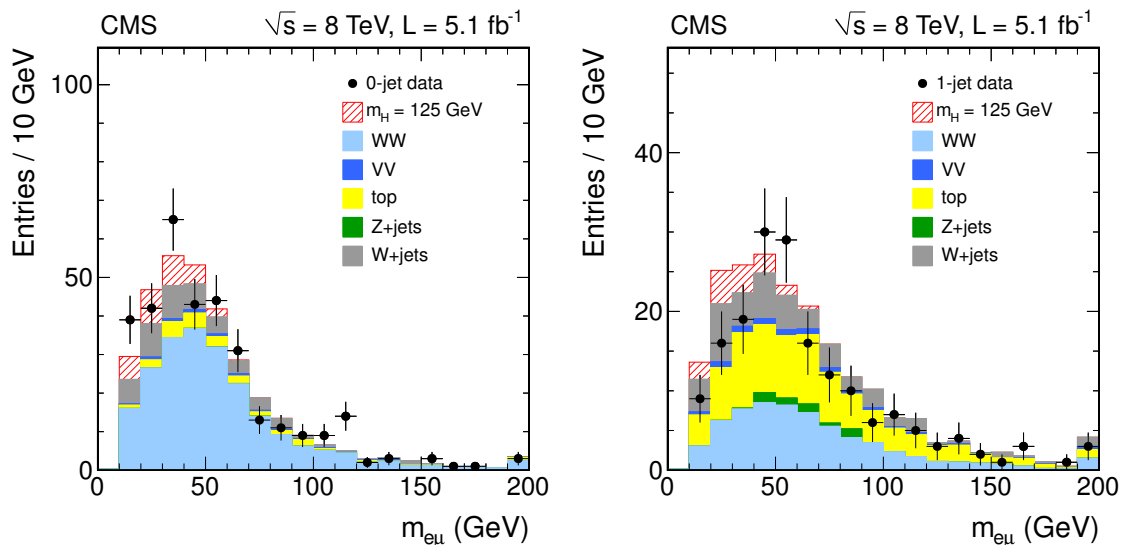 CMS √s = 8 TeV, L = 5.1 fb⁻¹
Entries / 10 GeV
100
50
0
0-jet data
m_H = 125 GeV
WW
VV
top
Z+jets
W+jets
0 50 100 150 200
m_eμ (GeV)
CMS √s = 8 TeV, L = 5.1 fb⁻¹
Entries / 10 GeV
40
20
0
1-jet data
m_H = 125 GeV
WW
VV
top
Z+jets
W+jets
0 50 100 150 200
m_eμ (GeV)